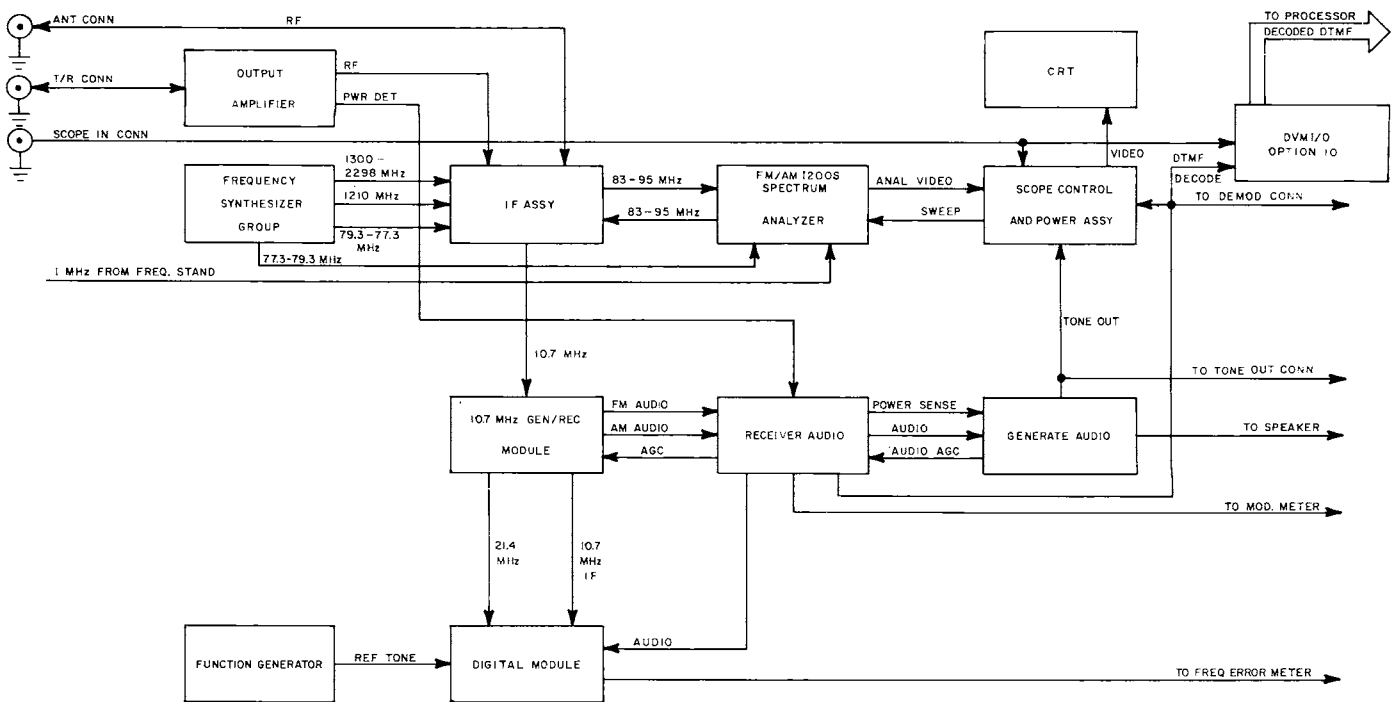 ANT CONN
RF
TO PROCESSOR
DECODED DTMF
T/R CONN
OUTPUT
AMPLIFIER
RF
PWR DET
CRT
SCOPE IN CONN
DVM I/O
OPTION 10
VIDEO
DTMF
DECODE
FREQUENCY
SYNTHESIZER
GROUP
1300 -
2298 MHz
1210 MHz
79.3-77.3
MHz
77.3-79.3 MHz
I F ASSY
83-95 MHz
83-95 MHz
FM/AM 1200S
SPECTRUM
ANALYZER
ANAL VIDEO
SWEEP
SCOPE CONTROL
AND POWER ASSY
TO DEMOD CONN
1 MHz FROM FREQ. STAND
TONE OUT
10.7 MHz
TO TONE OUT CONN
10.7 MHz GEN/REC
MODULE
FM AUDIO
AM AUDIO
AGC
RECEIVER AUDIO
POWER SENSE
AUDIO
AUDIO AGC
GENERATE AUDIO
TO SPEAKER
TO MOD. METER
21.4
MHz
10.7
MHz
I F
FUNCTION GENERATOR
REF TONE
DIGITAL MODULE
AUDIO
TO FREQ ERROR METER